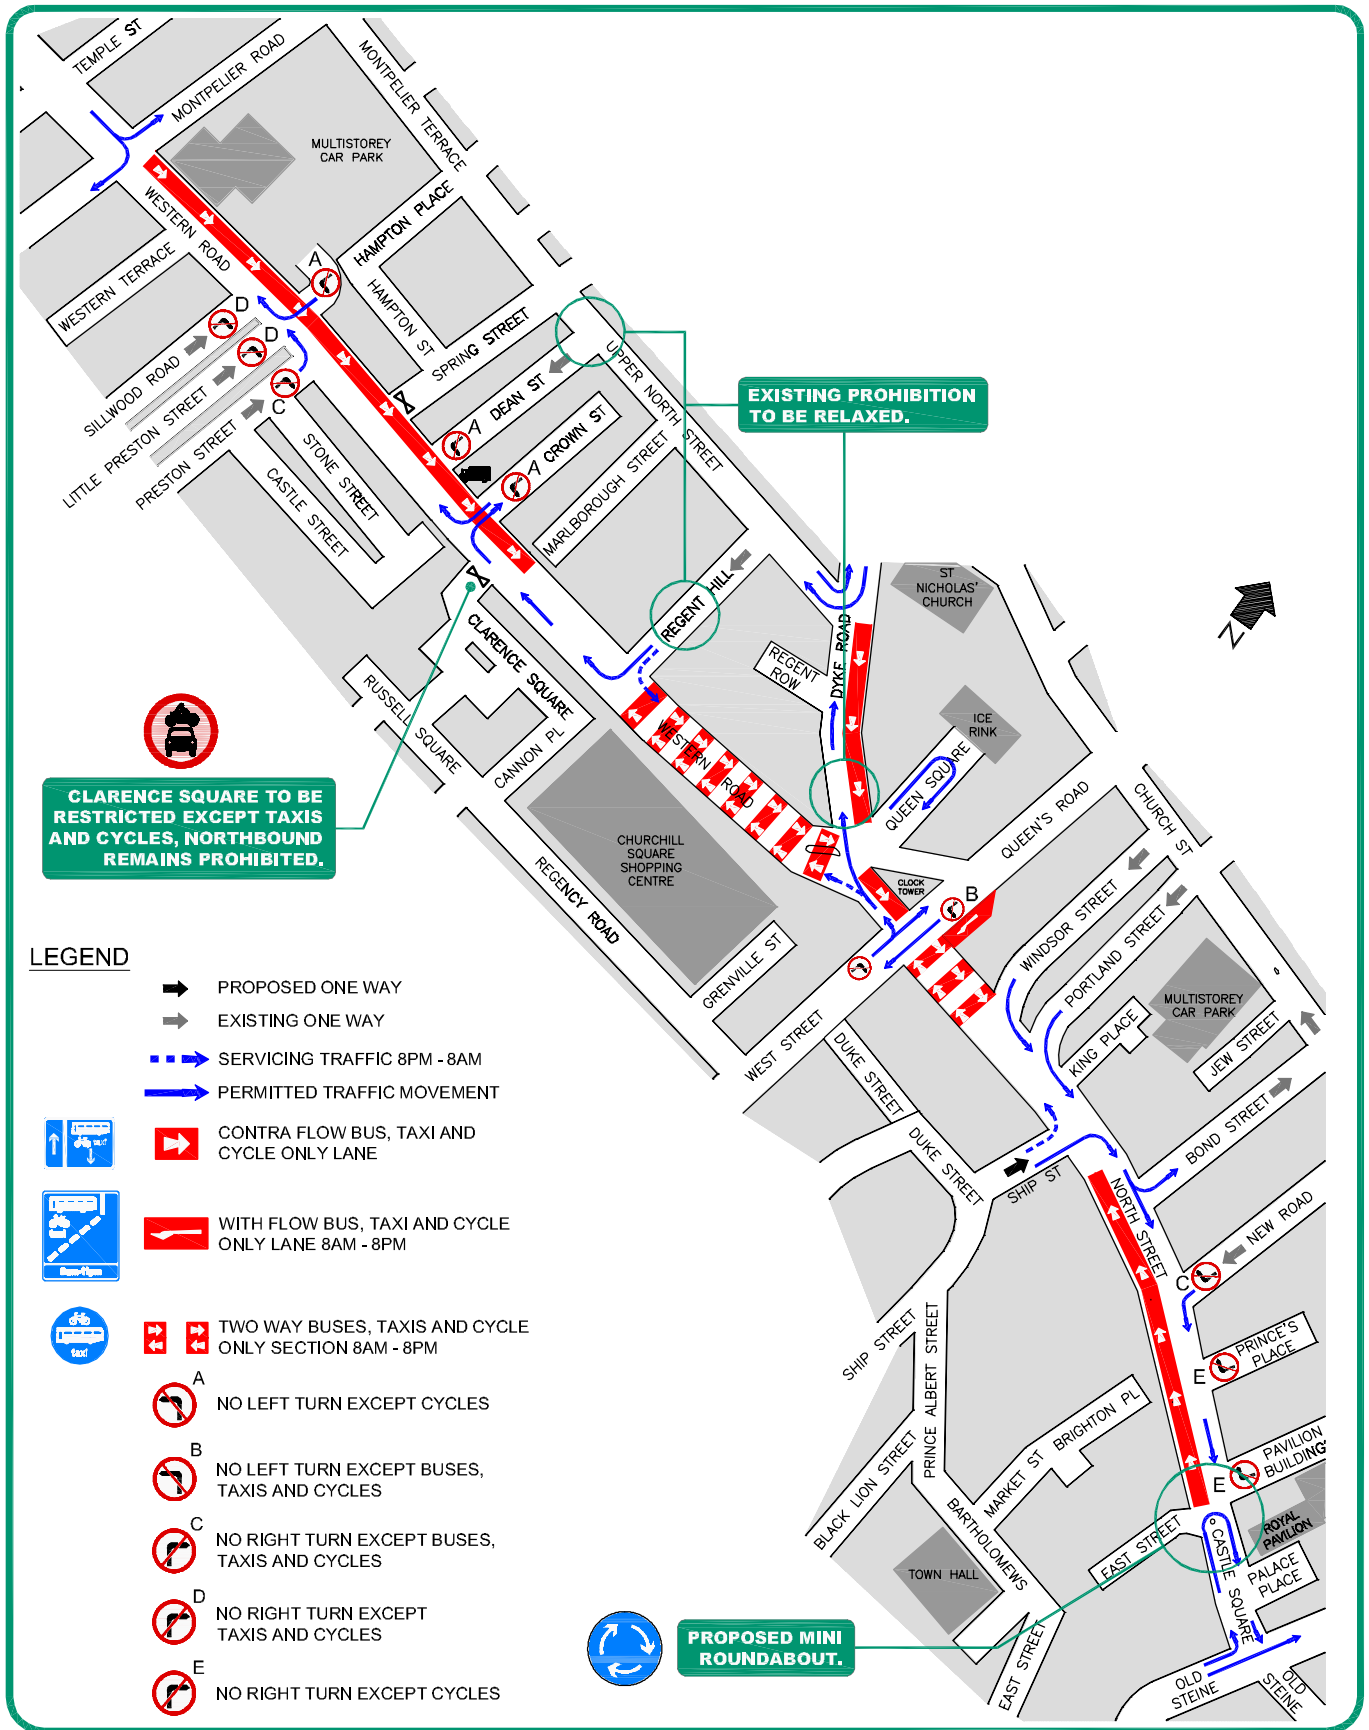 TEMPLE ST
MONTPELIER ROAD
MONTPELIER TERRACE
MULTISTOREY
CAR PARK
WESTERN ROAD
WESTERN TERRACE
HAMPTON PLACE
HAMPTON ST
A
D
D
C
SILLWOOD ROAD
LITTLE PRESTON STREET
PRESTON STREET
STONE STREET
CASTLE STREET
SPRING STREET
DEAN ST
A
CROWN ST
A
UPPER NORTH STREET
MARLBOROUGH STREET
EXISTING PROHIBITION
TO BE RELAXED.
REGENT HILL
REGENT
ROW
DYKE ROAD
ST
NICHOLAS'
CHURCH
ICE
RINK
N
CLARENCE SQUARE
RUSSELL SQUARE
CANNON PL
WESTERN ROAD
QUEEN SQUARE
QUEEN'S ROAD
CHURCH ST
CLARENCE SQUARE TO BE
RESTRICTED EXCEPT TAXIS
AND CYCLES, NORTHBOUND
REMAINS PROHIBITED.
CHURCHILL
SQUARE
SHOPPING
CENTRE
REGENCY ROAD
GRENVILLE ST
CLOCK
TOWER
B
WEST STREET
WINDSOR STREET
PORTLAND STREET
KING PLACE
MULTISTOREY
CAR PARK
JEW STREET
BOND STREET
NEW ROAD
DUKE STREET
DUKE STREET
SHIP ST
NORTH STREET
C
PRINCE'S
PLACE
E
PAVILION
BUILDINGS
E
ROYAL
PAVILION
CASTLE SQUARE
PALACE
PLACE
EAST STREET
SHIP STREET
PRINCE ALBERT STREET
BRIGHTON PL
MARKET ST
BLACK LION STREET
BARTHOLOMEWS
TOWN HALL
EAST STREET
OLD
STEINE
OLD
STEINE
PROPOSED MINI
ROUNDABOUT.
LEGEND
PROPOSED ONE WAY
EXISTING ONE WAY
SERVICING TRAFFIC 8PM - 8AM
PERMITTED TRAFFIC MOVEMENT
taxi
CONTRA FLOW BUS, TAXI AND
CYCLE ONLY LANE
WITH FLOW BUS, TAXI AND CYCLE
ONLY LANE 8AM - 8PM
taxi
TWO WAY BUSES, TAXIS AND CYCLE
ONLY SECTION 8AM - 8PM
A
NO LEFT TURN EXCEPT CYCLES
B
NO LEFT TURN EXCEPT BUSES,
TAXIS AND CYCLES
C
NO RIGHT TURN EXCEPT BUSES,
TAXIS AND CYCLES
D
NO RIGHT TURN EXCEPT
TAXIS AND CYCLES
E
NO RIGHT TURN EXCEPT CYCLES